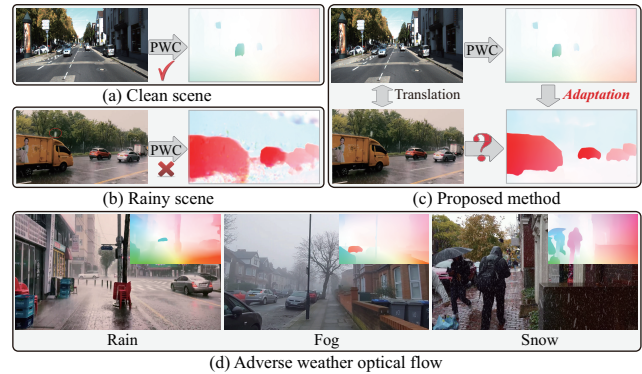 PWC
(a) Clean scene
PWC
(b) Rainy scene
PWC
Translation
Adaptation
?
(c) Proposed method
Rain
Fog
Snow
(d) Adverse weather optical flow